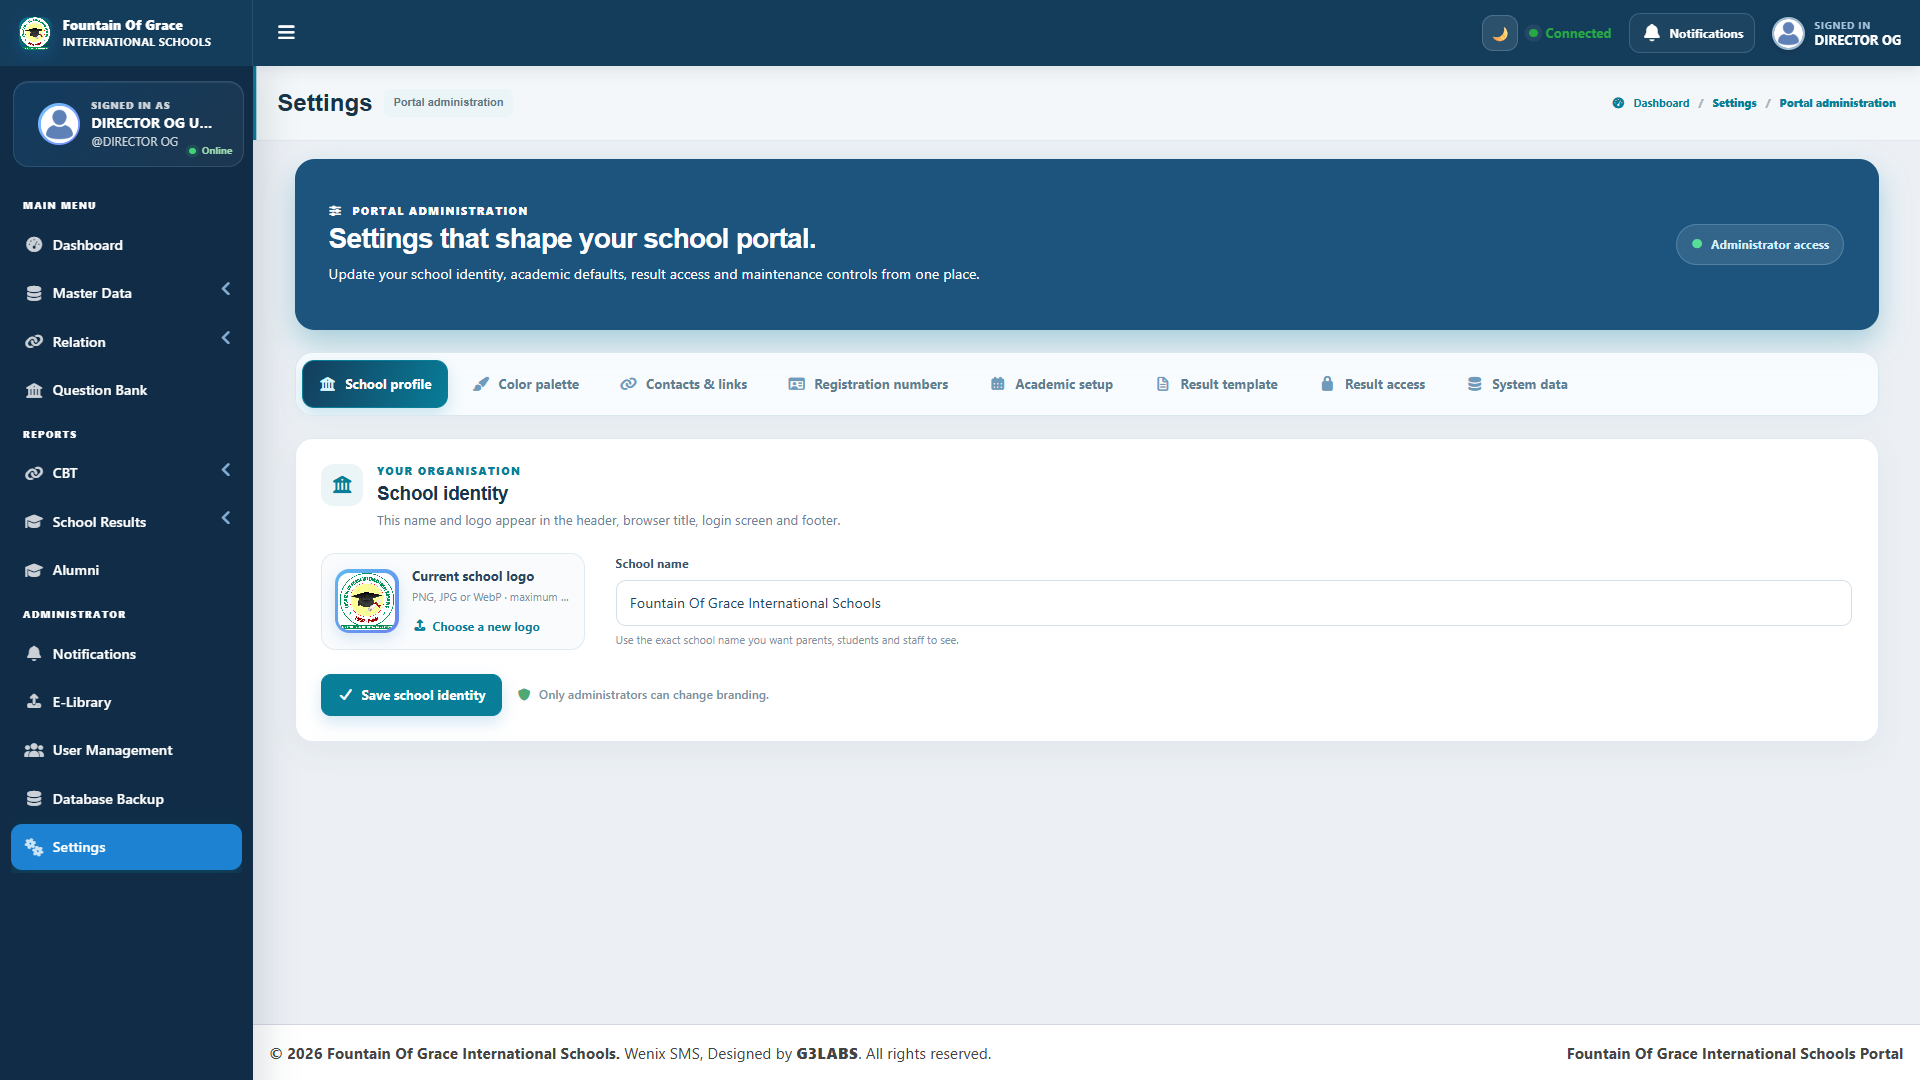 Fountain Of Grace
INTERNATIONAL SCHOOLS
Connected
Notifications
SIGNED IN
DIRECTOR OG
SIGNED IN AS
DIRECTOR OG U...
@DIRECTOR OG
Online
MAIN MENU
Dashboard
Master Data
Relation
Question Bank
REPORTS
CBT
School Results
Alumni
ADMINISTRATOR
Notifications
E-Library
User Management
Database Backup
Settings
Settings
Portal administration
Dashboard / Settings / Portal administration
PORTAL ADMINISTRATION
Settings that shape your school portal.
Update your school identity, academic defaults, result access and maintenance controls from one place.
Administrator access
School profile
Color palette
Contacts & links
Registration numbers
Academic setup
Result template
Result access
System data
YOUR ORGANISATION
School identity
This name and logo appear in the header, browser title, login screen and footer.
Current school logo
PNG, JPG or WebP · maximum ...
Choose a new logo
School name
Fountain Of Grace International Schools
Use the exact school name you want parents, students and staff to see.
Save school identity
Only administrators can change branding.
© 2026 Fountain Of Grace International Schools. Wenix SMS, Designed by G3LABS. All rights reserved.
Fountain Of Grace International Schools Portal